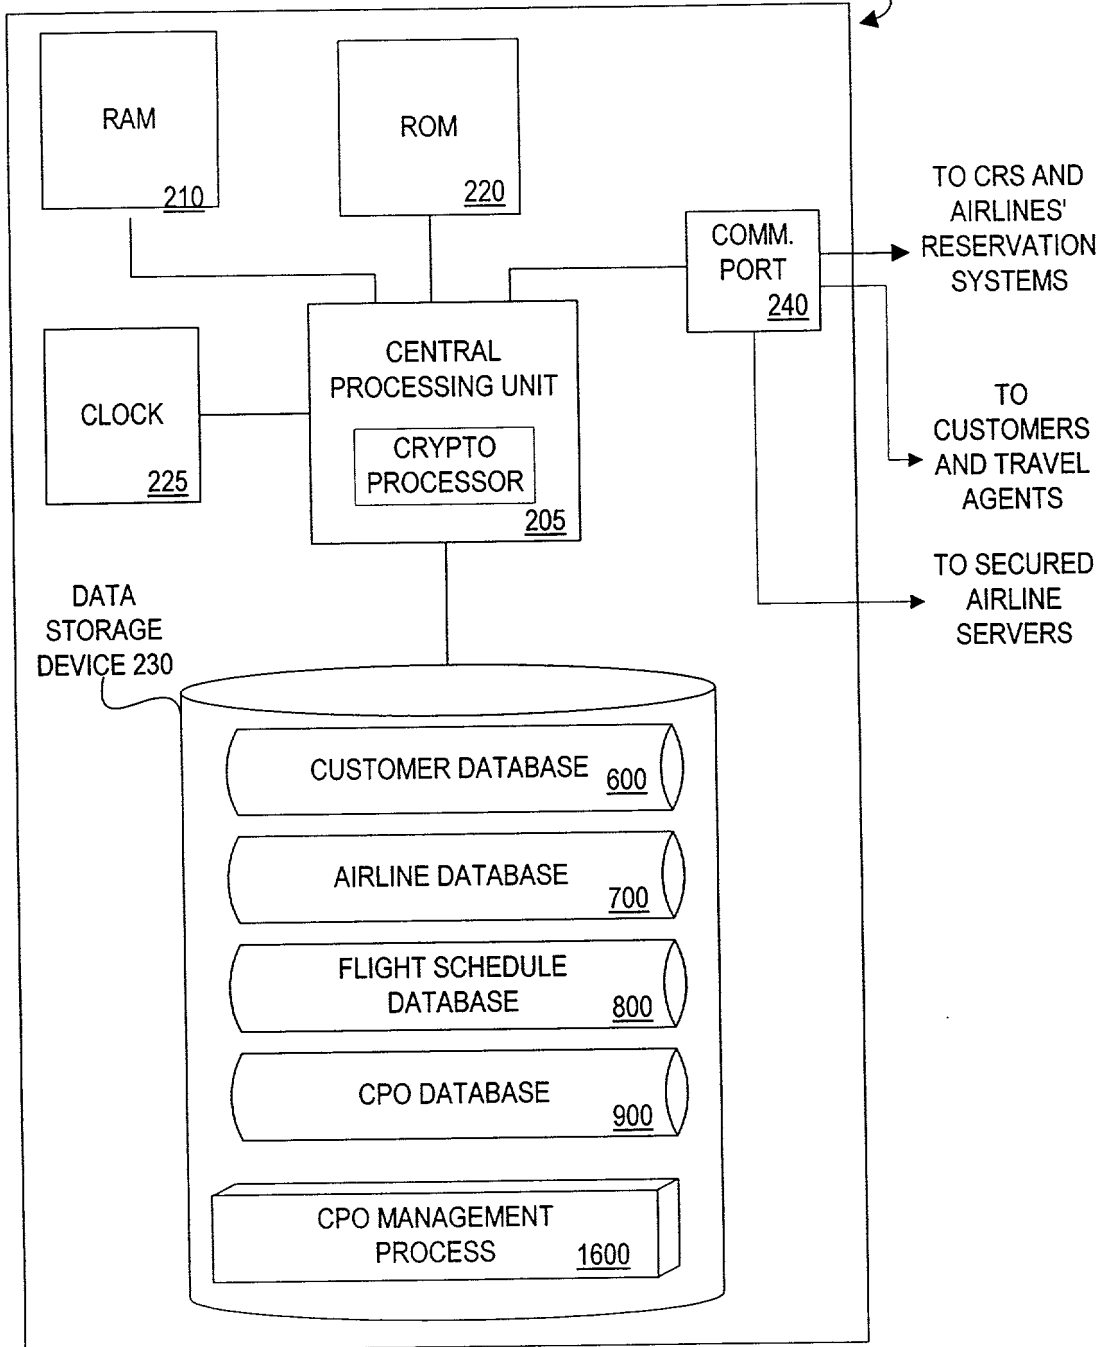 RAM
210
ROM
220
COMM.
PORT
240
TO CRS AND
AIRLINES'
RESERVATION
SYSTEMS
CENTRAL
PROCESSING UNIT
CRYPTO
PROCESSOR
205
CLOCK
225
TO
CUSTOMERS
AND TRAVEL
AGENTS
TO SECURED
AIRLINE
SERVERS
DATA
STORAGE
DEVICE 230
CUSTOMER DATABASE 600
AIRLINE DATABASE 700
FLIGHT SCHEDULE
DATABASE 800
CPO DATABASE 900
CPO MANAGEMENT
PROCESS 1600